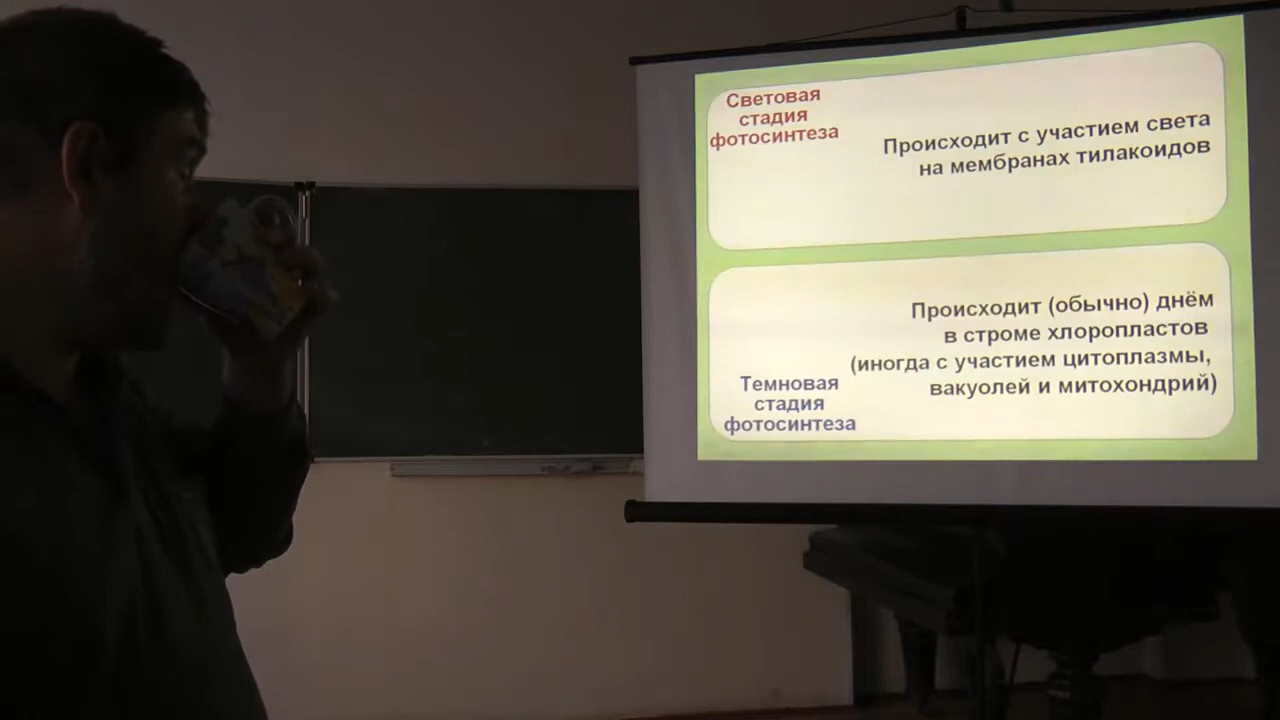 Световая
стадия
фотосинтеза
Происходит с участием света
на мембранах тилакоидов
Происходит (обычно) днём
в строме хлоропластов
(иногда с участием цитоплазмы,
вакуолей и митохондрий)
Темновая
стадия
фотосинтеза